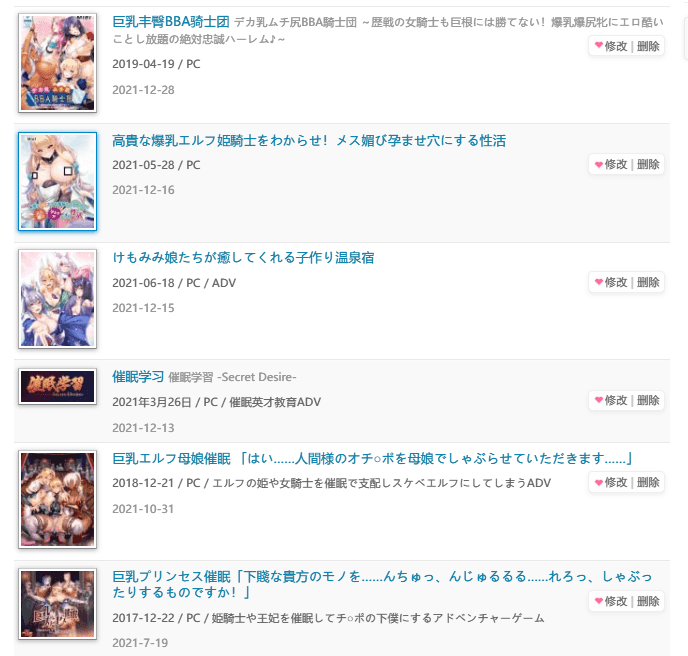 巨乳丰臀BBA骑士团 デカ乳ムチ尻BBA騎士団 ～歴戦の女騎士も巨根には勝てない！爆乳爆尻牝にエロ酷い
ことし放題の絶対忠誠ハーレム♪～
修改 | 删除
2019-04-19 / PC
2021-12-28
高貴な爆乳エルフ姫騎士をわからせ！メス媚び孕ませ穴にする性活
2021-05-28 / PC
修改 | 删除
2021-12-16
けもみみ娘たちが癒してくれる子作り温泉宿
2021-06-18 / PC / ADV
修改 | 删除
2021-12-15
催眠学習
Secret Desire
催眠学习 催眠学習 -Secret Desire-
2021年3月26日 / PC / 催眠英才教育ADV
修改 | 删除
2021-12-13
巨乳エルフ母娘催眠 「はい……人間様のオチ○ポを母娘でしゃぶらせていただきます……」
2018-12-21 / PC / エルフの姫や女騎士を催眠で支配しスケベエルフにしてしまうADV
修改 | 删除
2021-10-31
巨乳プリンセス催眠「下賤な貴方のモノを……んちゅっ、んじゅるるる……れろっ、しゃぶっ
たりするものですか！」
修改 | 删除
2017-12-22 / PC / 姫騎士や王妃を催眠してチ○ポの下僕にするアドベンチャーゲーム
2021-7-19